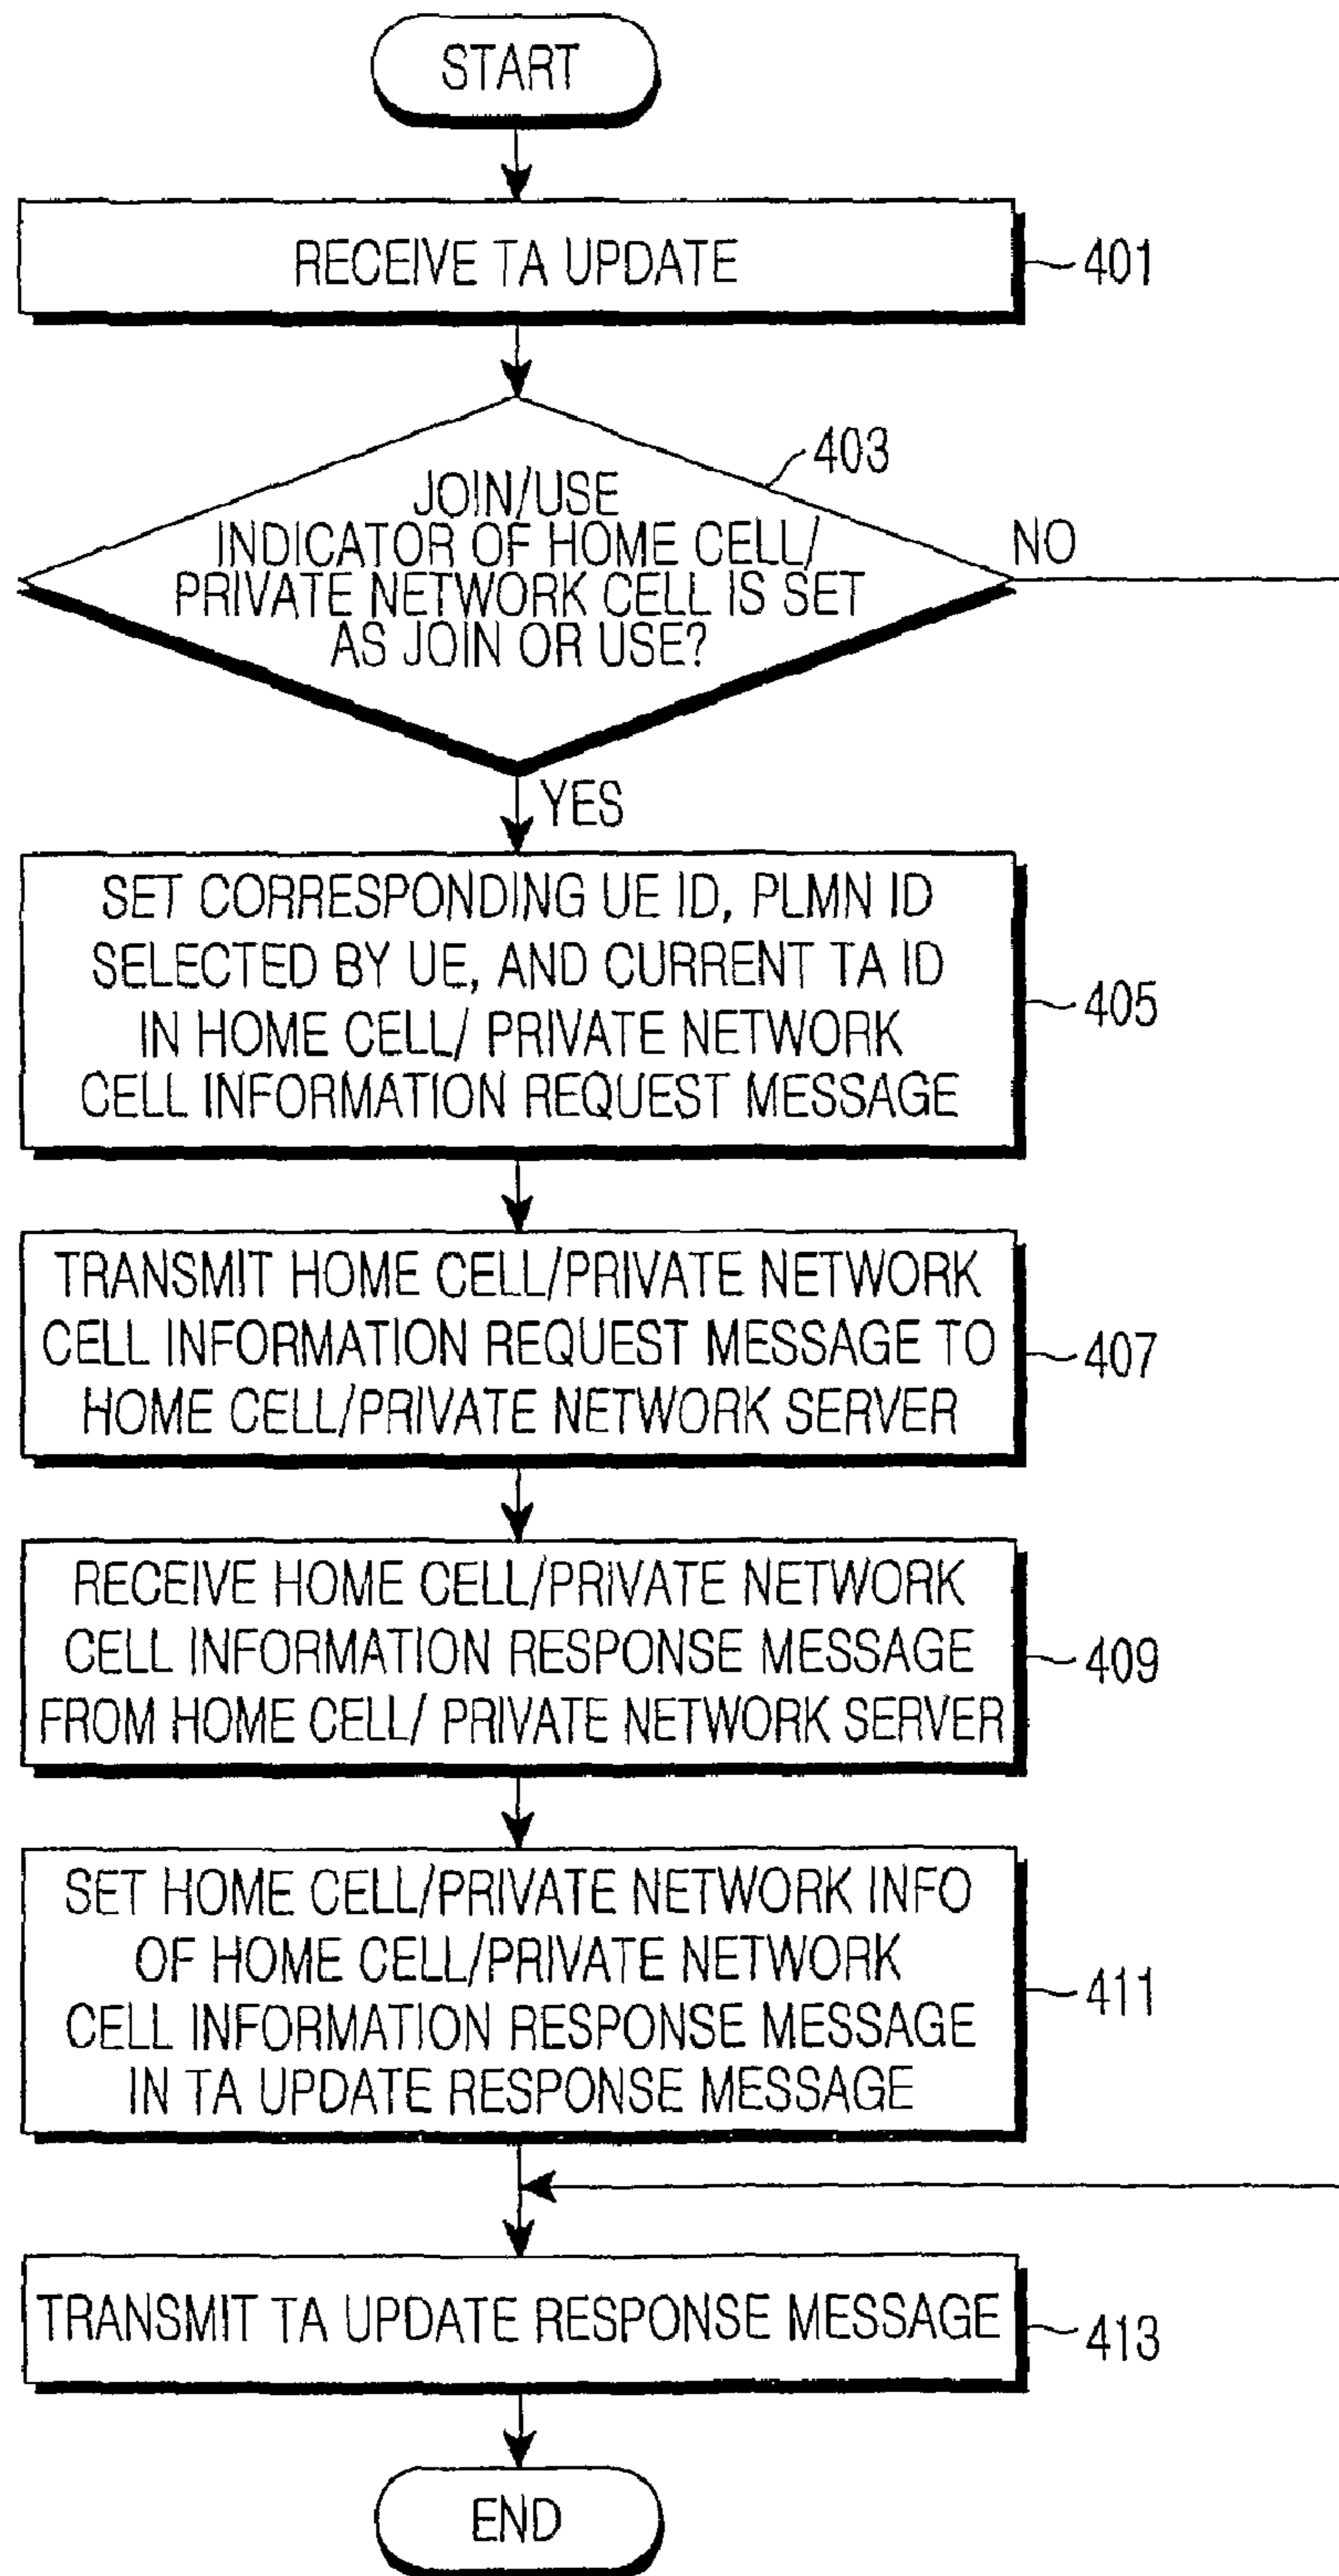 START
RECEIVE TA UPDATE
401
403
JOIN/USE
INDICATOR OF HOME CELL/
PRIVATE NETWORK CELL IS SET
AS JOIN OR USE?
NO
YES
SET CORRESPONDING UE ID, PLMN ID
SELECTED BY UE, AND CURRENT TA ID
IN HOME CELL/ PRIVATE NETWORK
CELL INFORMATION REQUEST MESSAGE
405
TRANSMIT HOME CELL/PRIVATE NETWORK
CELL INFORMATION REQUEST MESSAGE TO
HOME CELL/PRIVATE NETWORK SERVER
407
RECEIVE HOME CELL/PRIVATE NETWORK
CELL INFORMATION RESPONSE MESSAGE
FROM HOME CELL/ PRIVATE NETWORK SERVER
409
SET HOME CELL/PRIVATE NETWORK INFO
OF HOME CELL/PRIVATE NETWORK
CELL INFORMATION RESPONSE MESSAGE
IN TA UPDATE RESPONSE MESSAGE
411
TRANSMIT TA UPDATE RESPONSE MESSAGE
413
END